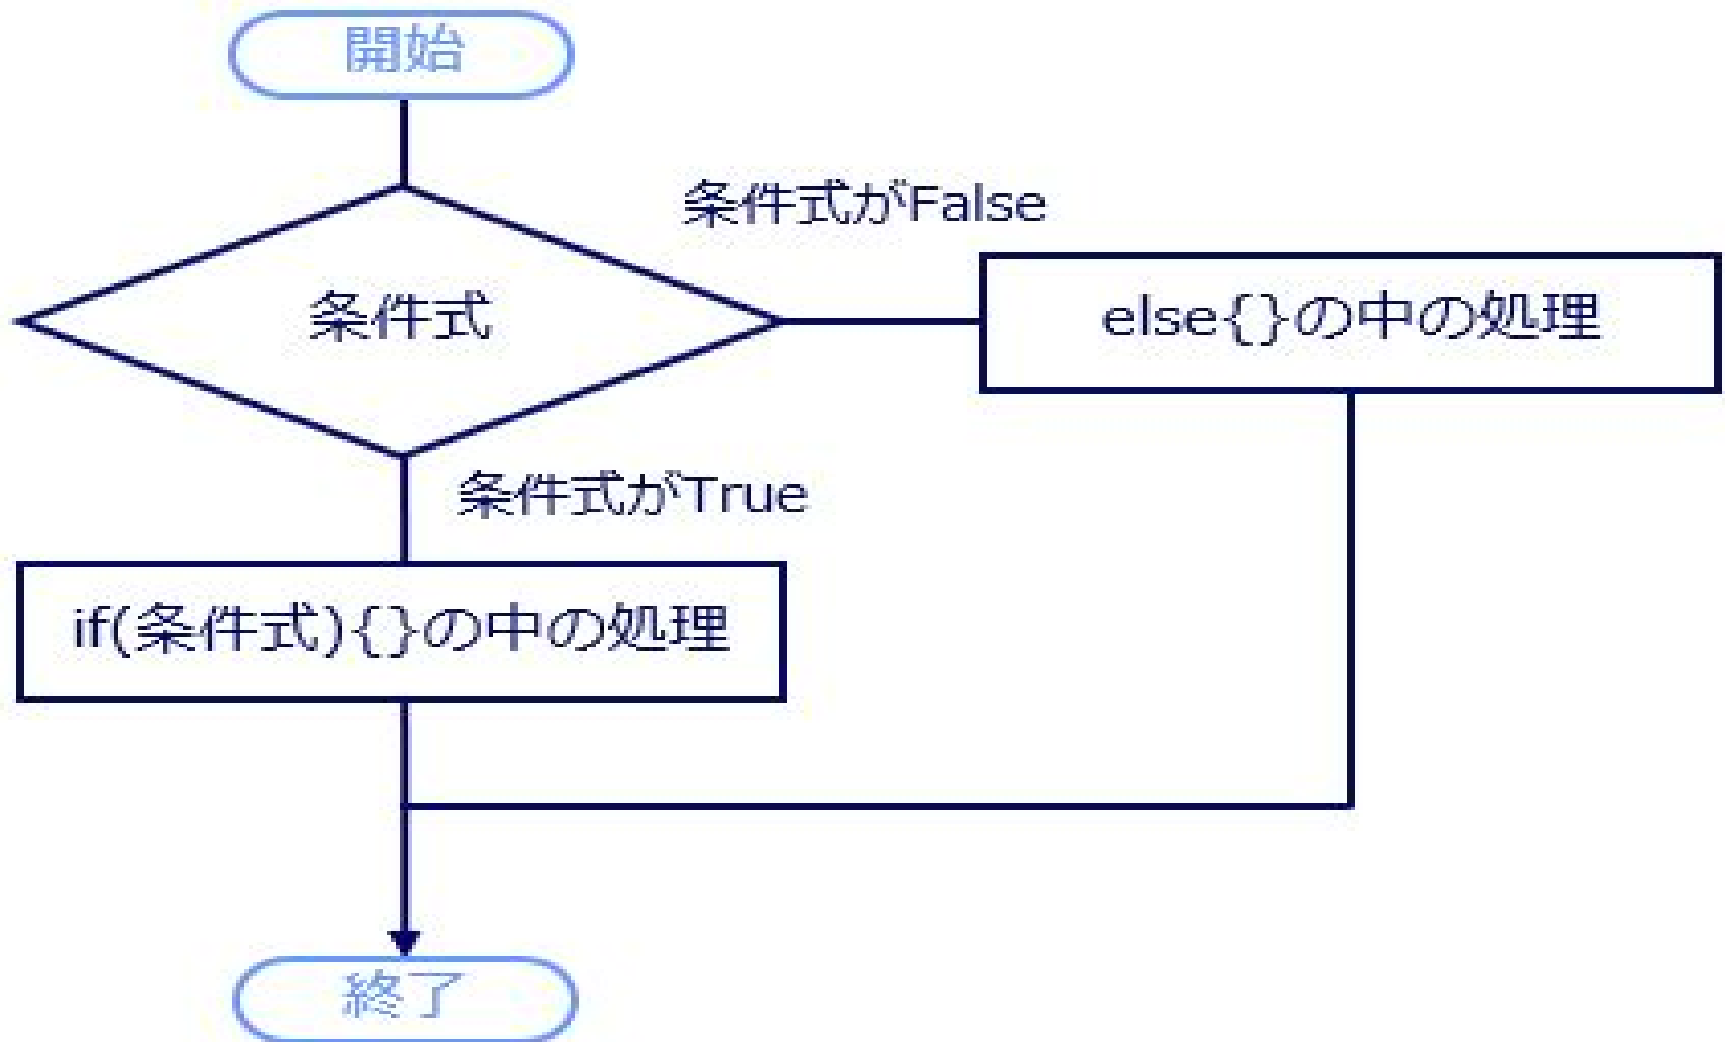 開始
条件式がFalse
条件式
else{}の中の処理
条件式がTrue
if(条件式){}の中の処理
終了